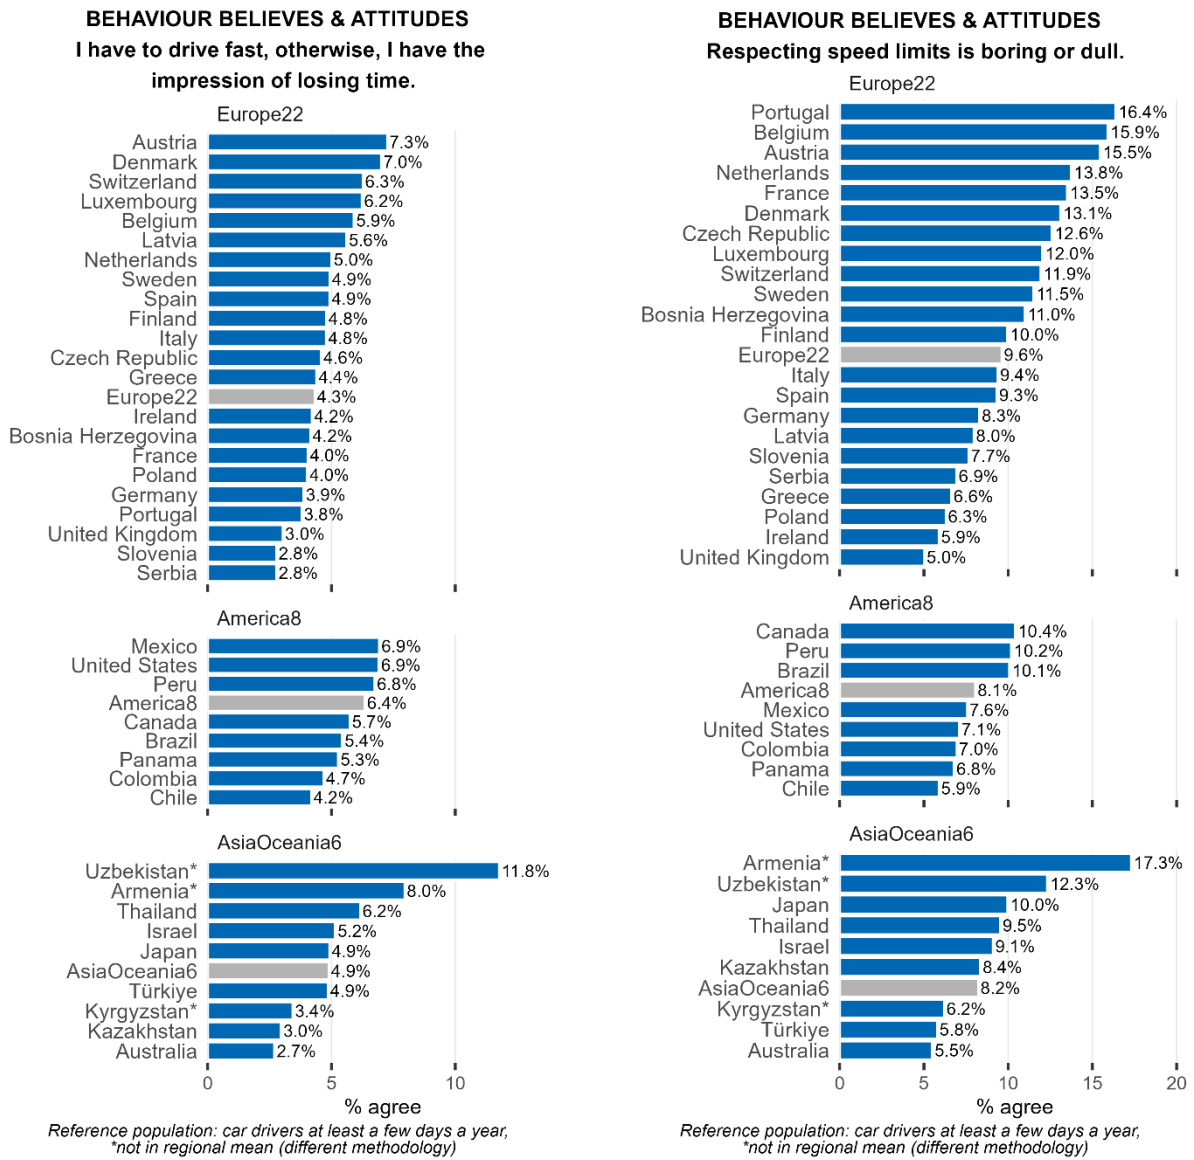 BEHAVIOUR BELIEVES & ATTITUDES
I have to drive fast, otherwise, I have the
impression of losing time.
Europe22
Austria 7.3%
Denmark 7.0%
Switzerland 6.3%
Luxembourg 6.2%
Belgium 5.9%
Latvia 5.6%
Netherlands 5.0%
Sweden 4.9%
Spain 4.9%
Finland 4.8%
Italy 4.8%
Czech Republic 4.6%
Greece 4.4%
Europe22 4.3%
Ireland 4.2%
Bosnia Herzegovina 4.2%
France 4.0%
Poland 4.0%
Germany 3.9%
Portugal 3.8%
United Kingdom 3.0%
Slovenia 2.8%
Serbia 2.8%
America8
Mexico 6.9%
United States 6.9%
Peru 6.8%
America8 6.4%
Canada 5.7%
Brazil 5.4%
Panama 5.3%
Colombia 4.7%
Chile 4.2%
AsiaOceania6
Uzbekistan* 11.8%
Armenia* 8.0%
Thailand 6.2%
Israel 5.2%
Japan 4.9%
AsiaOceania6 4.9%
Türkiye 4.9%
Kyrgyzstan* 3.4%
Kazakhstan 3.0%
Australia 2.7%
0 5 10
% agree
Reference population: car drivers at least a few days a year,
*not in regional mean (different methodology)
BEHAVIOUR BELIEVES & ATTITUDES
Respecting speed limits is boring or dull.
Europe22
Portugal 16.4%
Belgium 15.9%
Austria 15.5%
Netherlands 13.8%
France 13.5%
Denmark 13.1%
Czech Republic 12.6%
Luxembourg 12.0%
Switzerland 11.9%
Sweden 11.5%
Bosnia Herzegovina 11.0%
Finland 10.0%
Europe22 9.6%
Italy 9.4%
Spain 9.3%
Germany 8.3%
Latvia 8.0%
Slovenia 7.7%
Serbia 6.9%
Greece 6.6%
Poland 6.3%
Ireland 5.9%
United Kingdom 5.0%
America8
Canada 10.4%
Peru 10.2%
Brazil 10.1%
America8 8.1%
Mexico 7.6%
United States 7.1%
Colombia 7.0%
Panama 6.8%
Chile 5.9%
AsiaOceania6
Armenia* 17.3%
Uzbekistan* 12.3%
Japan 10.0%
Thailand 9.5%
Israel 9.1%
Kazakhstan 8.4%
AsiaOceania6 8.2%
Kyrgyzstan* 6.2%
Türkiye 5.8%
Australia 5.5%
0 5 10 15 20
% agree
Reference population: car drivers at least a few days a year,
*not in regional mean (different methodology)